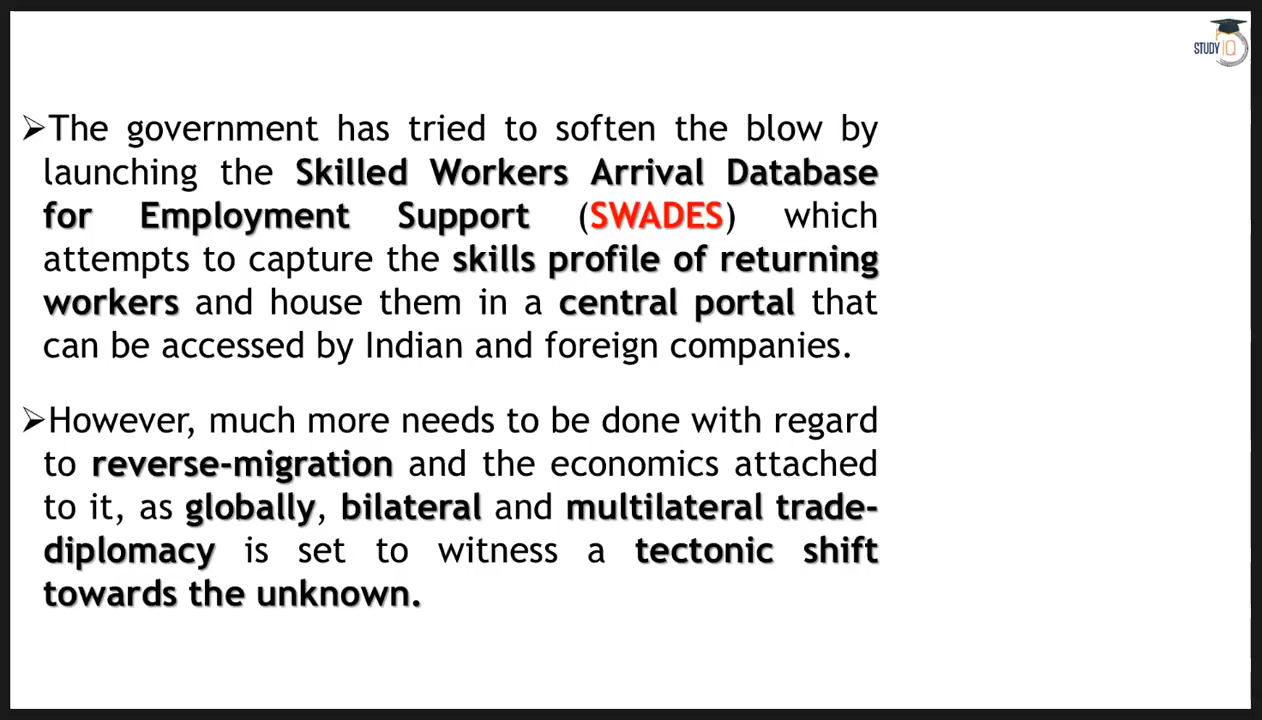 STUDY IQ
➢The government has tried to soften the blow by
launching the Skilled Workers Arrival Database
for Employment Support (SWADES) which
attempts to capture the skills profile of returning
workers and house them in a central portal that
can be accessed by Indian and foreign companies.
➢However, much more needs to be done with regard
to reverse-migration and the economics attached
to it, as globally, bilateral and multilateral trade-
diplomacy is set to witness a tectonic shift
towards the unknown.